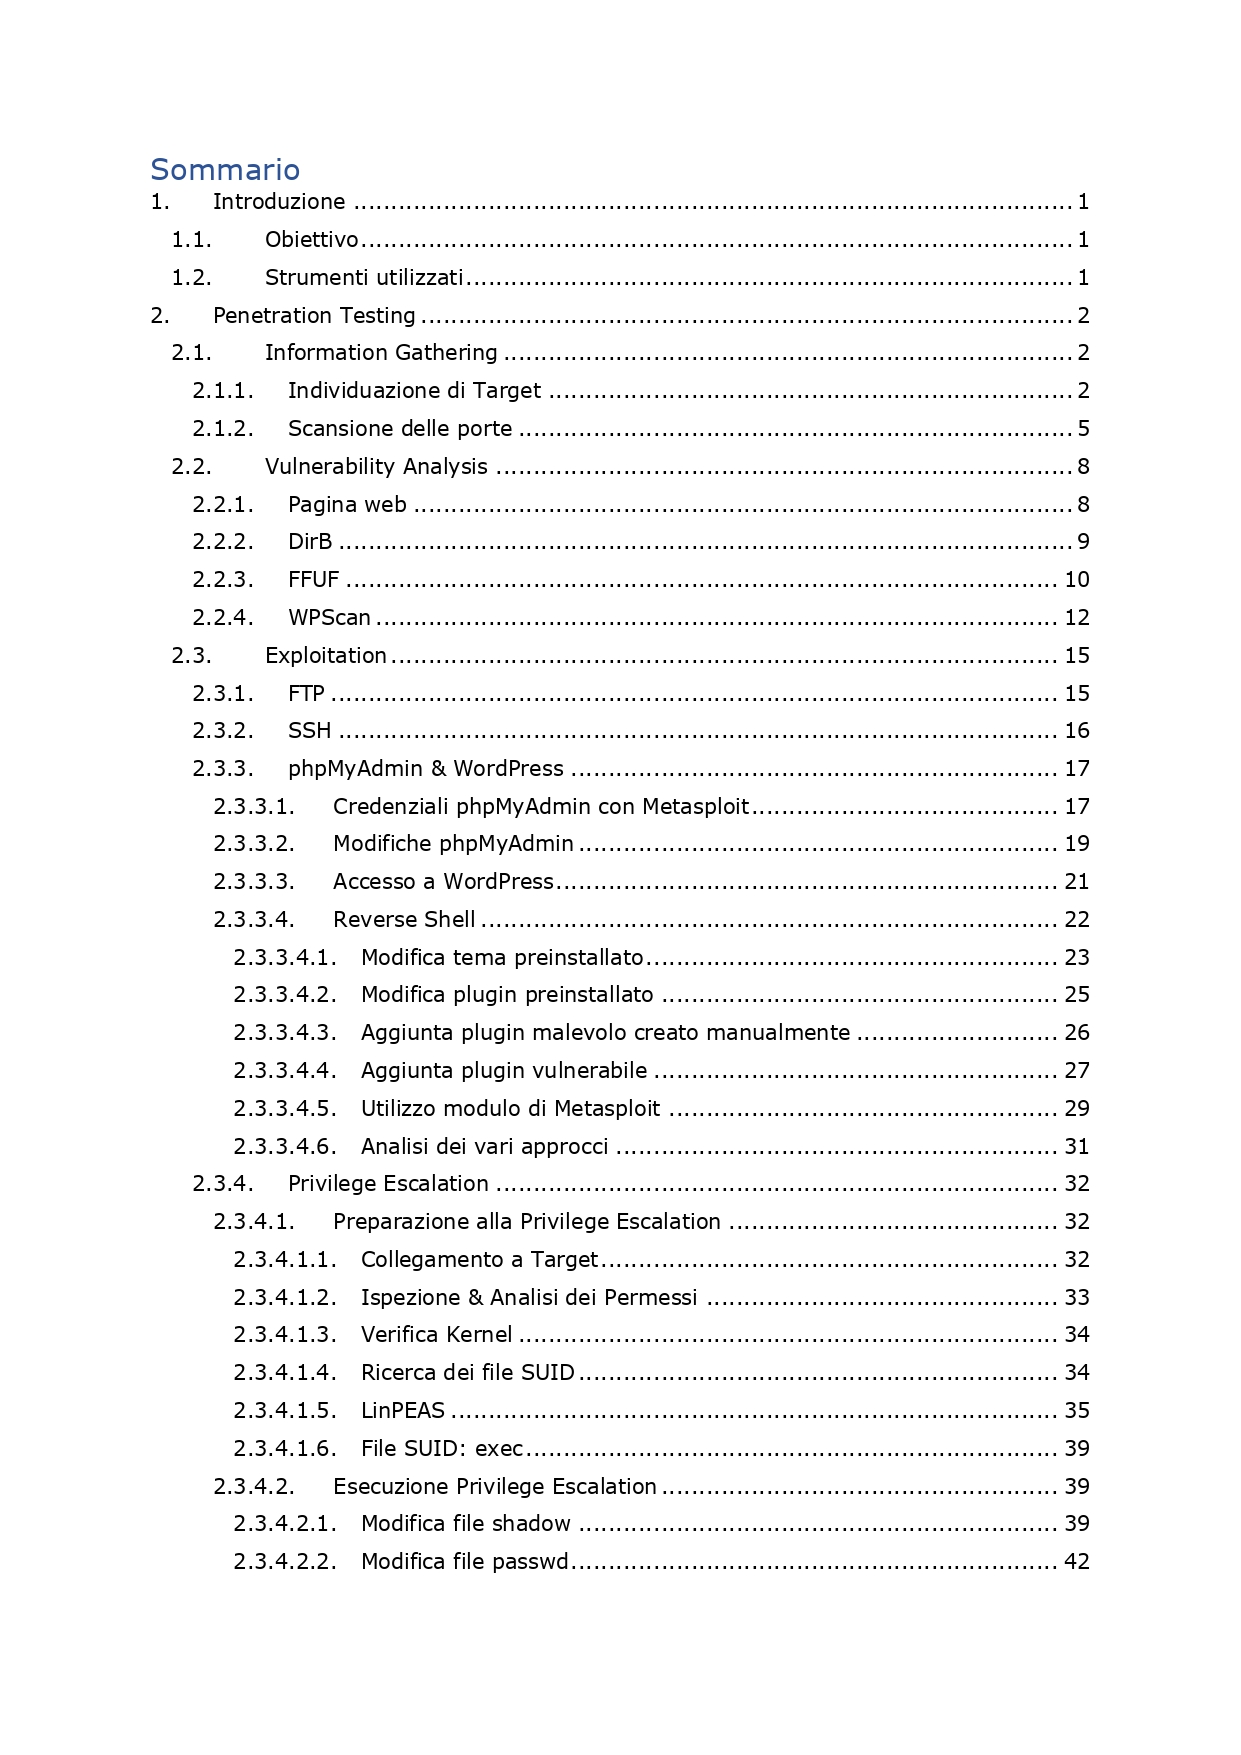 Sommario
1. Introduzione ........ 1
1.1. Obiettivo ........ 1
1.2. Strumenti utilizzati ........ 1
2. Penetration Testing ........ 2
2.1. Information Gathering ........ 2
2.1.1. Individuazione di Target ........ 2
2.1.2. Scansione delle porte ........ 5
2.2. Vulnerability Analysis ........ 8
2.2.1. Pagina web ........ 8
2.2.2. DirB ........ 9
2.2.3. FFUF ........ 10
2.2.4. WPScan ........ 12
2.3. Exploitation ........ 15
2.3.1. FTP ........ 15
2.3.2. SSH ........ 16
2.3.3. phpMyAdmin & WordPress ........ 17
2.3.3.1. Credenziali phpMyAdmin con Metasploit ........ 17
2.3.3.2. Modifiche phpMyAdmin ........ 19
2.3.3.3. Accesso a WordPress ........ 21
2.3.3.4. Reverse Shell ........ 22
2.3.3.4.1. Modifica tema preinstallato ........ 23
2.3.3.4.2. Modifica plugin preinstallato ........ 25
2.3.3.4.3. Aggiunta plugin malevolo creato manualmente ........ 26
2.3.3.4.4. Aggiunta plugin vulnerabile ........ 27
2.3.3.4.5. Utilizzo modulo di Metasploit ........ 29
2.3.3.4.6. Analisi dei vari approcci ........ 31
2.3.4. Privilege Escalation ........ 32
2.3.4.1. Preparazione alla Privilege Escalation ........ 32
2.3.4.1.1. Collegamento a Target ........ 32
2.3.4.1.2. Ispezione & Analisi dei Permessi ........ 33
2.3.4.1.3. Verifica Kernel ........ 34
2.3.4.1.4. Ricerca dei file SUID ........ 34
2.3.4.1.5. LinPEAS ........ 35
2.3.4.1.6. File SUID: exec ........ 39
2.3.4.2. Esecuzione Privilege Escalation ........ 39
2.3.4.2.1. Modifica file shadow ........ 39
2.3.4.2.2. Modifica file passwd ........ 42